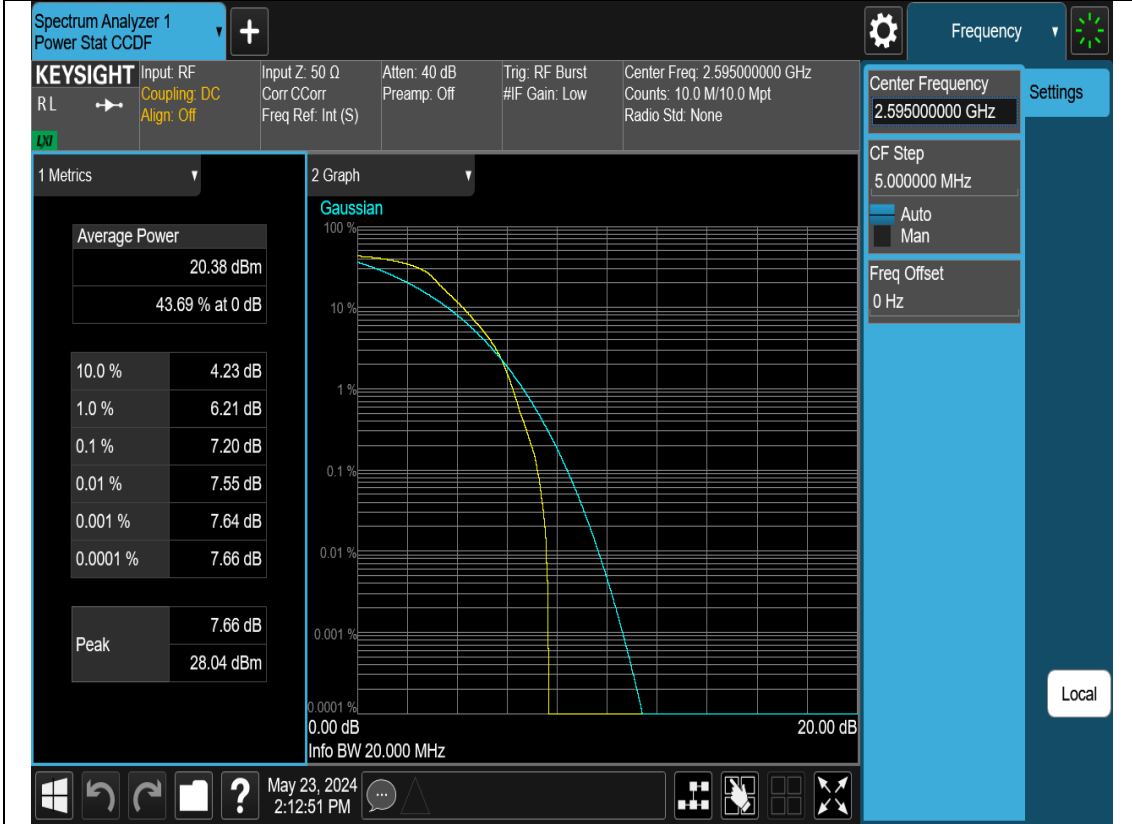 Spectrum Analyzer 1
Power Stat CCDF
Frequency
KEYSIGHT
RL
LXI
Input: RF
Coupling: DC
Align: Off
Input Z: 50 Ω
Corr CCorr
Freq Ref: Int (S)
Atten: 40 dB
Preamp: Off
Trig: RF Burst
#IF Gain: Low
Center Freq: 2.595000000 GHz
Counts: 10.0 M/10.0 Mpt
Radio Std: None
Center Frequency
2.595000000 GHz
Settings
CF Step
5.000000 MHz
Auto
Man
Freq Offset
0 Hz
1 Metrics
Average Power
20.38 dBm
43.69 % at 0 dB
10.0 % 4.23 dB
1.0 % 6.21 dB
0.1 % 7.20 dB
0.01 % 7.55 dB
0.001 % 7.64 dB
0.0001 % 7.66 dB
Peak
7.66 dB
28.04 dBm
2 Graph
Gaussian
100 %
10 %
1 %
0.1 %
0.01 %
0.001 %
0.0001 %
0.00 dB 20.00 dB
Info BW 20.000 MHz
Local
?
May 23, 2024
2:12:51 PM